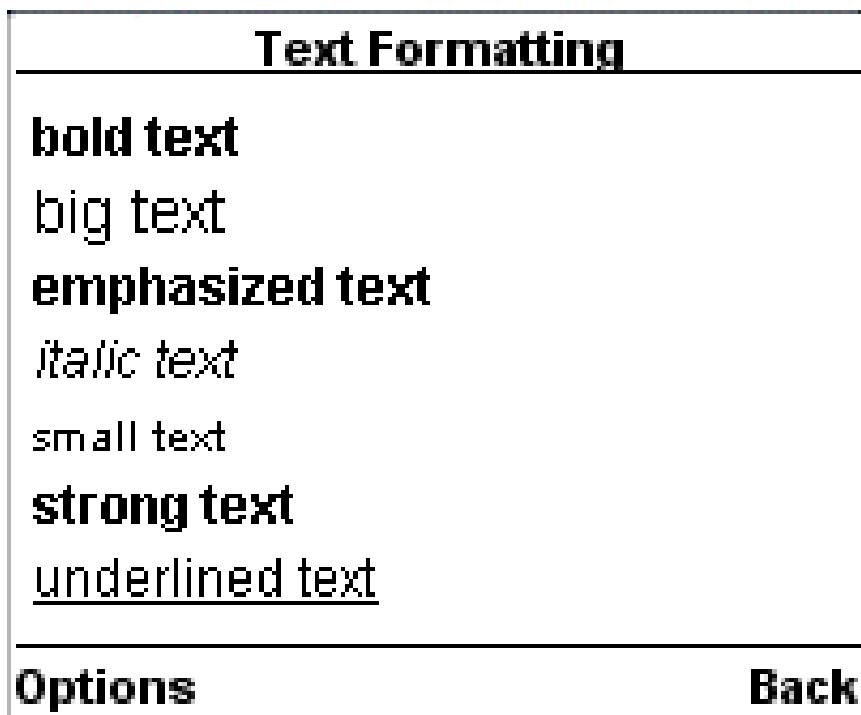 Text Formatting
bold text
big text
emphasized text
italic text
small text
strong text
underlined text
Options Back